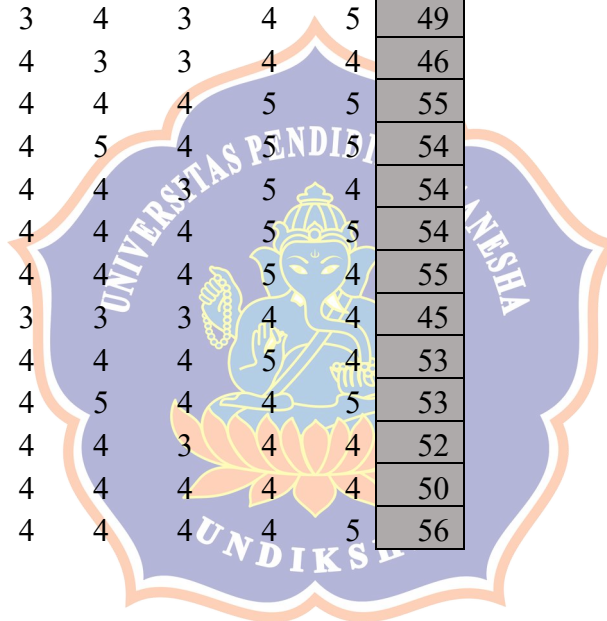 3 4 3 4 5 49
4 3 3 4 4 46
4 4 4 5 5 55
4 5 4 5 5 54
4 4 3 5 4 54
4 4 4 5 5 54
4 4 4 5 4 55
3 3 3 4 4 45
4 4 4 5 4 53
4 5 4 4 5 53
4 4 3 4 4 52
4 4 4 4 4 50
4 4 4 4 5 56
UNIVERSITAS ANESHA
UNDIKS